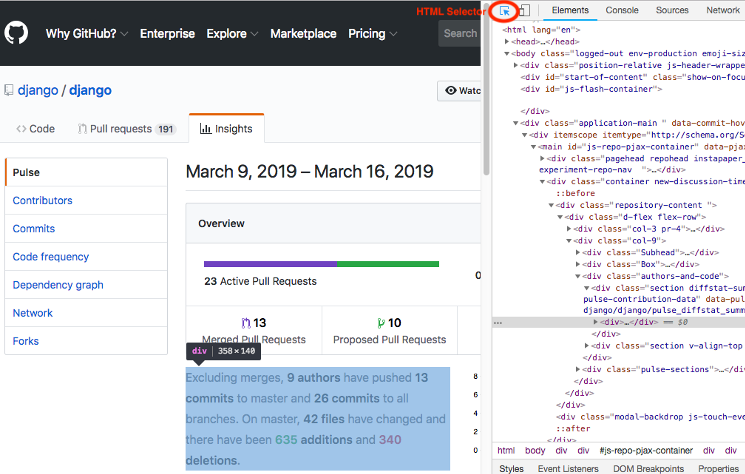 HTML Selector
Elements Console Sources Network
Why GitHub? Enterprise Explore Marketplace Pricing Search
django / django
Watc
Code Pull requests 191 Insights
Pulse
Contributors
Commits
Code frequency
Dependency graph
Network
Forks
March 9, 2019 – March 16, 2019
Overview
23 Active Pull Requests
0
13
Merged Pull Requests
10
Proposed Pull Requests
div | 358×140
Excluding merges, 9 authors have pushed 13
commits to master and 26 commits to all
branches. On master, 42 files have changed and
there have been 635 additions and 340
deletions.
8
6
4
2
0
<html lang="en">
▶<head>…</head>
▼<body class="logged-out env-production emoji-siz
▶<div class="position-relative js-header-wrappe
<div id="start-of-content" class="show-on-focu
<div id="js-flash-container">
</div>
▼<div class="application-main " data-commit-hov
▼<div itemscope itemtype="http://schema.org/S
▼<main id="js-repo-pjax-container" data-pja
▶<div class="pagehead repohead instapaper_
experiment-repo-nav ">…</div>
▼<div class="container new-discussion-time
::before
▼<div class="repository-content ">
▼<div class="d-flex flex-row">
▶<div class="col-3 pr-4">…</div>
▼<div class="col-9">
▶<div class="Subhead">…</div>
▶<div class="Box">…</div>
▼<div class="authors-and-code">
▼<div class="section diffstat-sum
pulse-contribution-data" data-pul
django/django/pulse_diffstat_summ
… ▶<div>…</div> == $0
</div>
▶<div class="section v-align-top
</div>
▶<div class="pulse-sections">…</div>
</div>
</div>
<div class="modal-backdrop js-touch-eve
::after
</div>
html body div div #js-repo-pjax-container div div
Styles Event Listeners DOM Breakpoints Properties